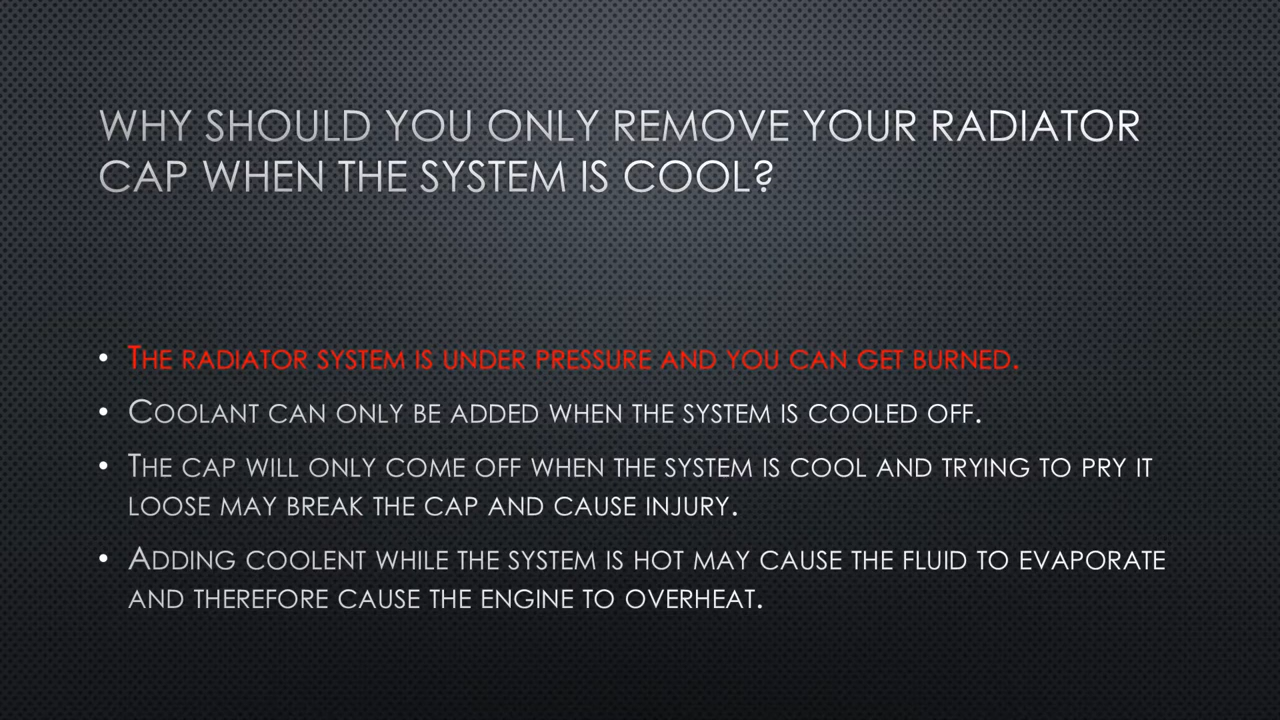 WHY SHOULD YOU ONLY REMOVE YOUR RADIATOR
CAP WHEN THE SYSTEM IS COOL?
• THE RADIATOR SYSTEM IS UNDER PRESSURE AND YOU CAN GET BURNED.
• COOLANT CAN ONLY BE ADDED WHEN THE SYSTEM IS COOLED OFF.
• THE CAP WILL ONLY COME OFF WHEN THE SYSTEM IS COOL AND TRYING TO PRY IT
LOOSE MAY BREAK THE CAP AND CAUSE INJURY.
• ADDING COOLENT WHILE THE SYSTEM IS HOT MAY CAUSE THE FLUID TO EVAPORATE
AND THEREFORE CAUSE THE ENGINE TO OVERHEAT.